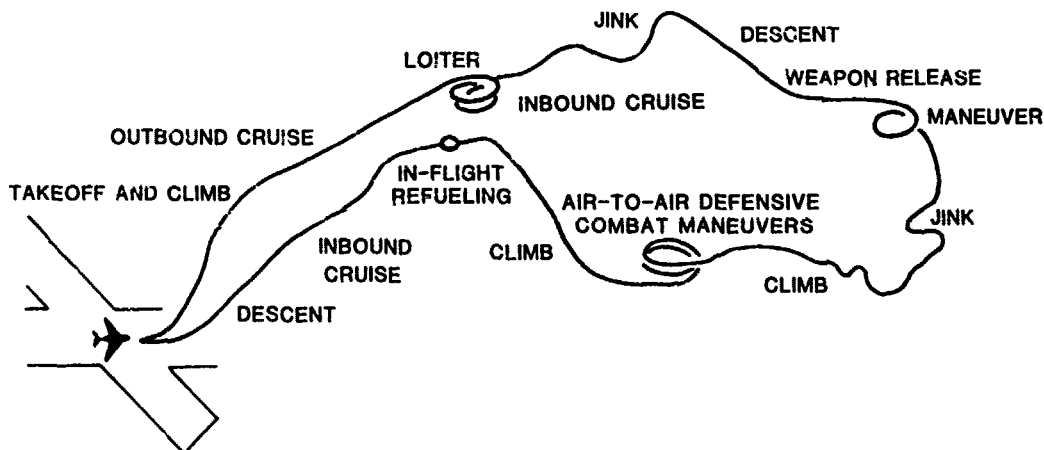 JINK
DESCENT
LOITER
WEAPON RELEASE
INBOUND CRUISE
MANEUVER
OUTBOUND CRUISE
TAKEOFF AND CLIMB
IN-FLIGHT
REFUELING
AIR-TO-AIR DEFENSIVE
COMBAT MANEUVERS
JINK
INBOUND
CRUISE
CLIMB
CLIMB
DESCENT